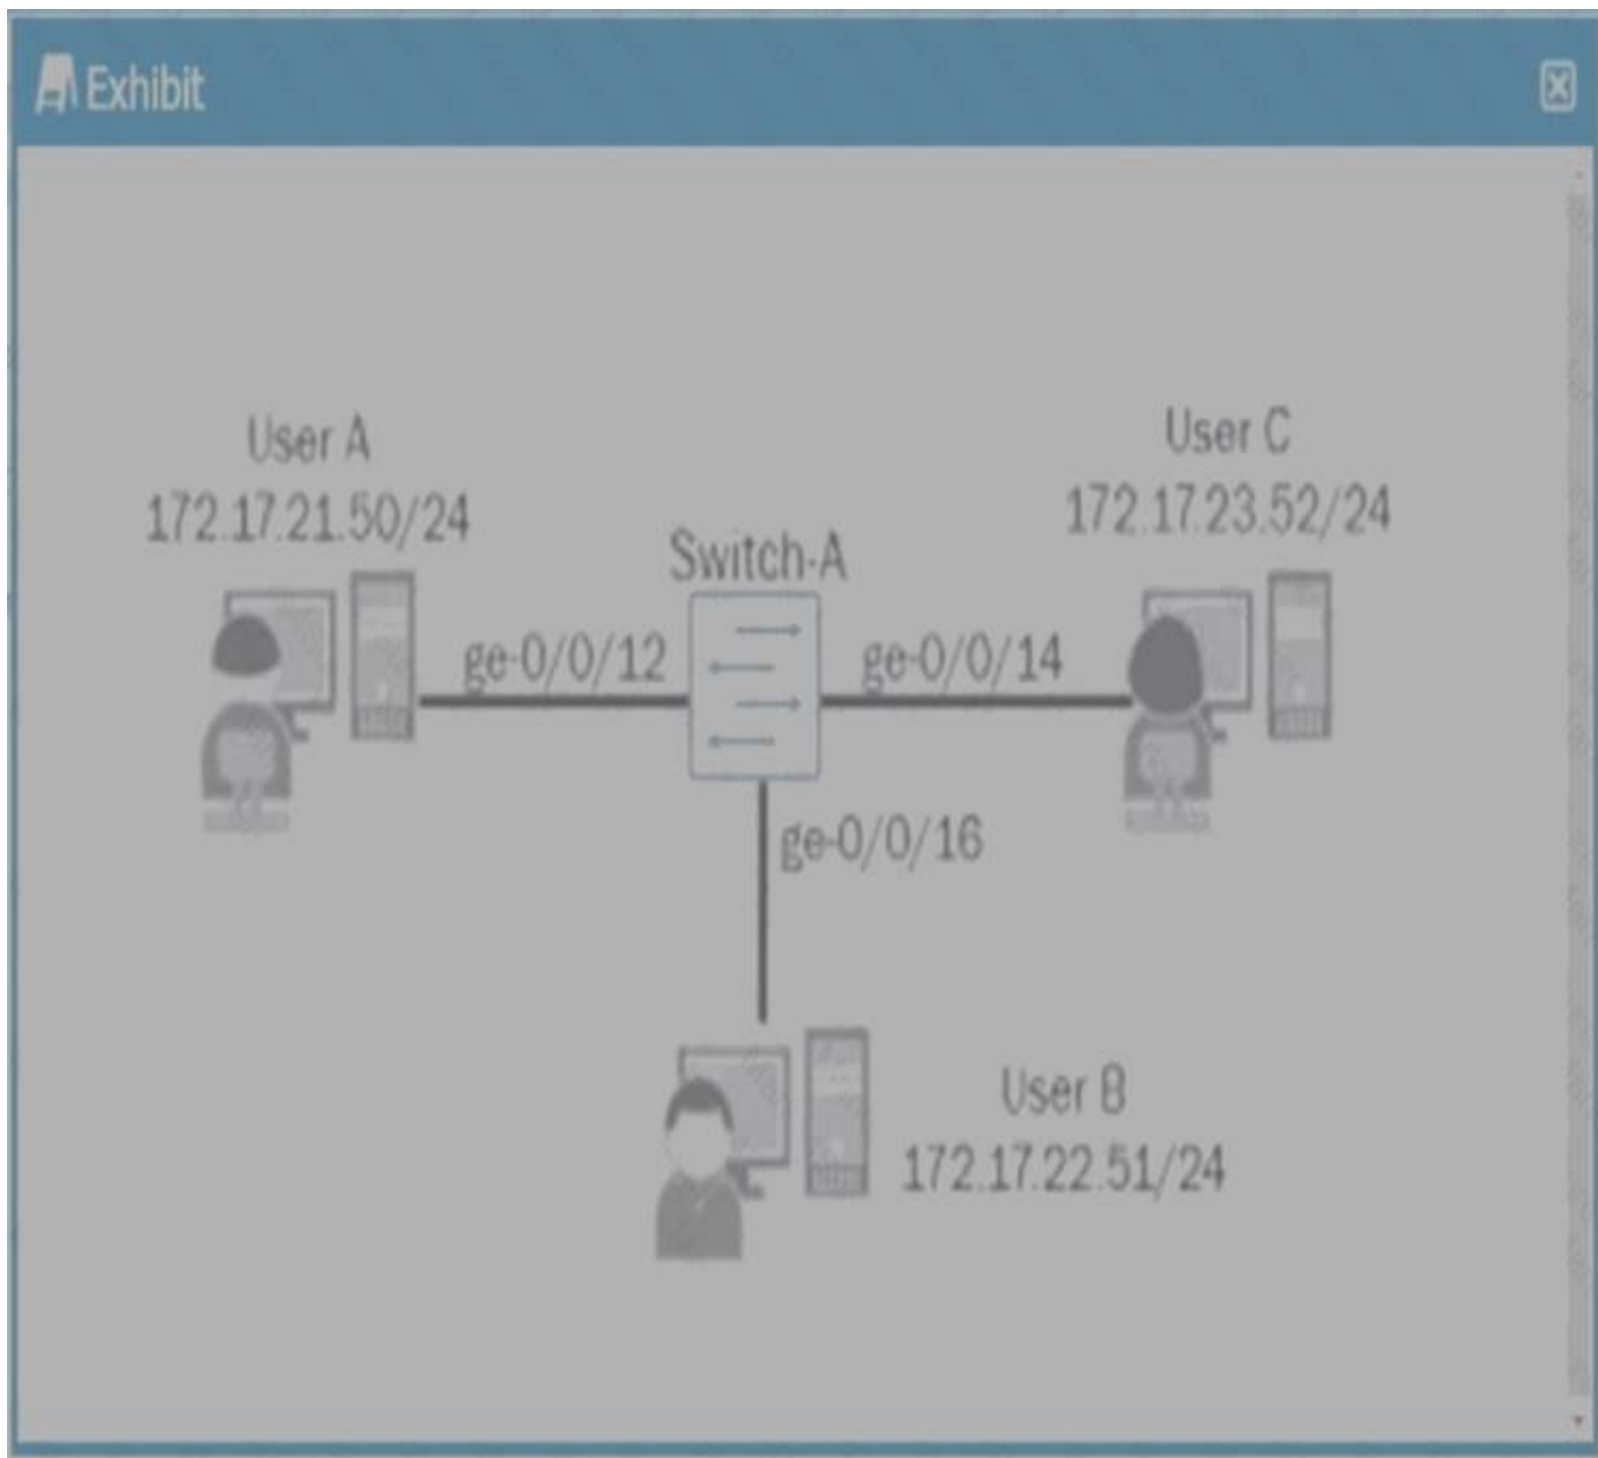 Exhibit
User A
172.17.21.50/24
User C
172.17.23.52/24
Switch-A
ge-0/0/12
ge-0/0/14
ge-0/0/16
User B
172.17.22.51/24